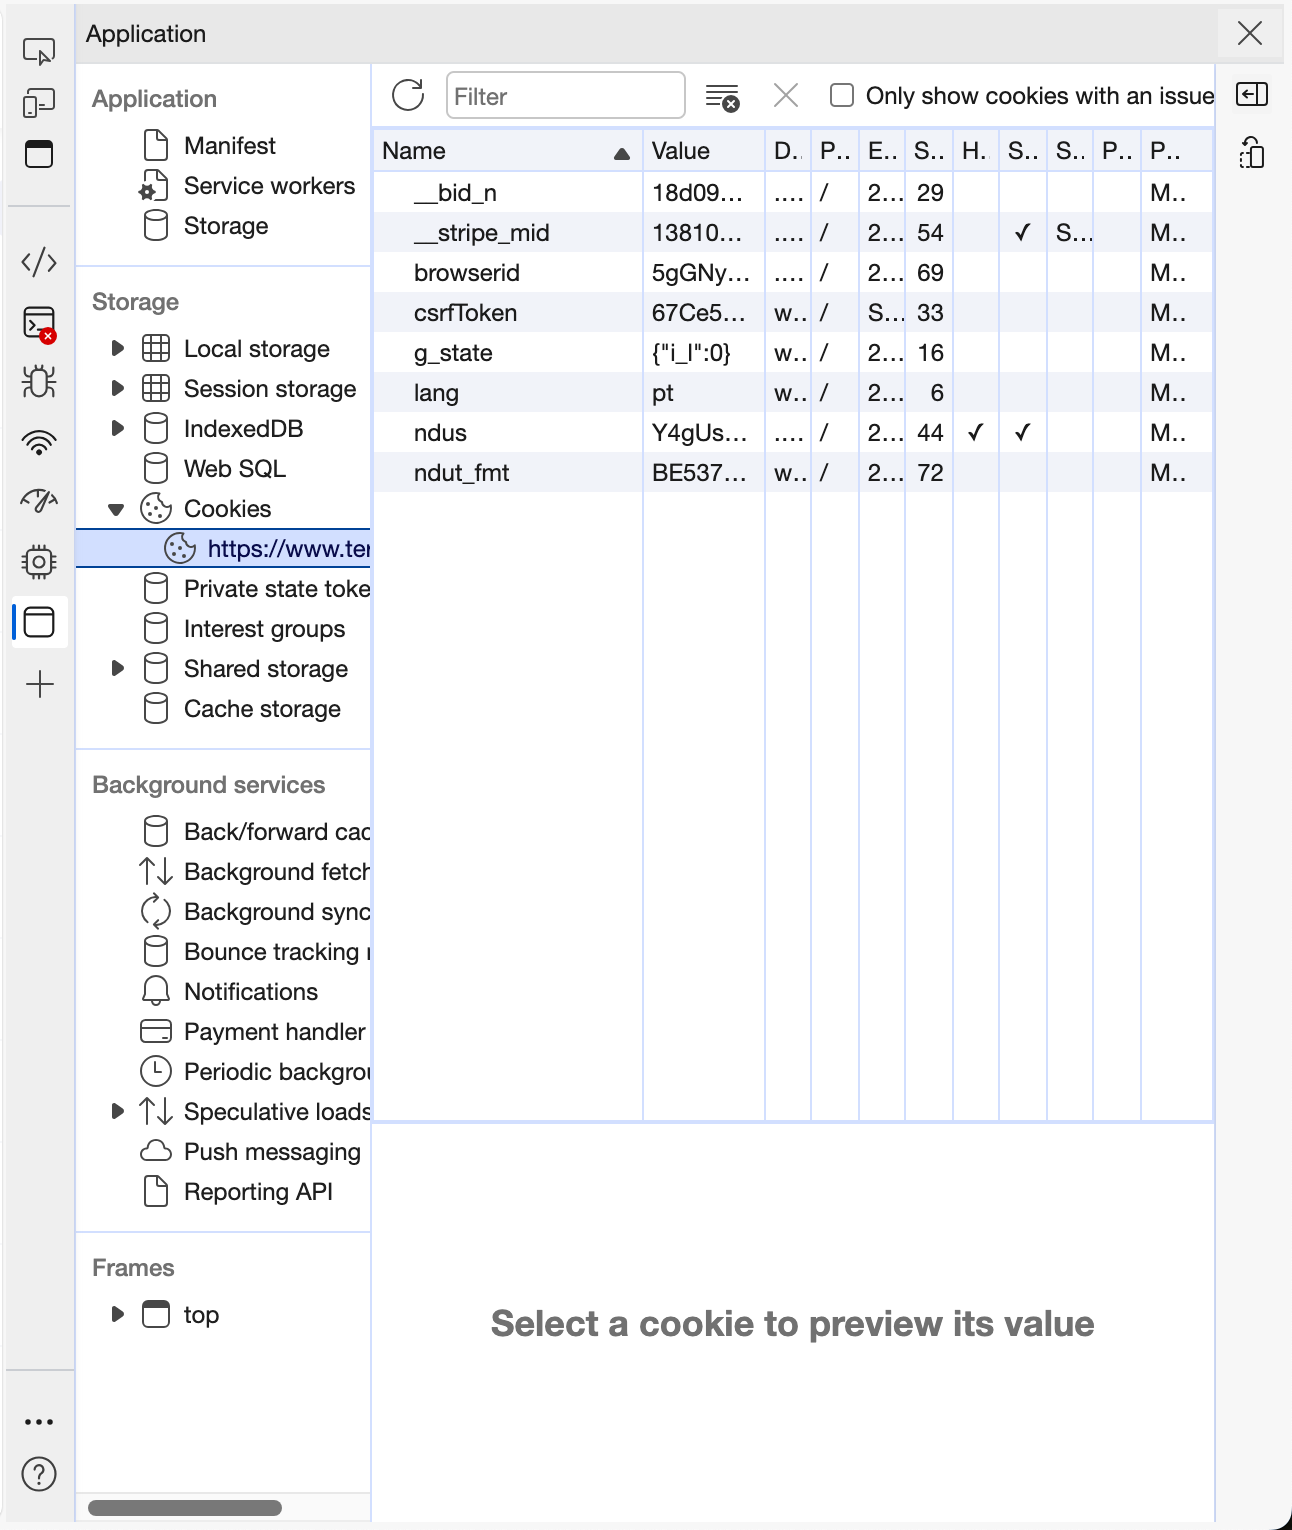 Application
Application
Manifest
Service workers
Storage
Storage
Local storage
Session storage
IndexedDB
Web SQL
Cookies
https://www.ter
Private state toke
Interest groups
Shared storage
Cache storage
Background services
Back/forward cac
Background fetch
Background sync
Bounce tracking r
Notifications
Payment handler
Periodic backgrou
Speculative loads
Push messaging
Reporting API
Frames
top
Filter
Only show cookies with an issue
Name Value D.. P.. E.. S.. H.. S.. S.. P.. P..
__bid_n 18d09... .... / 2... 29 M..
__stripe_mid 13810... .... / 2... 54 ✓ S... M..
browserid 5gGNy... .... / 2... 69 M..
csrfToken 67Ce5... w.. / S... 33 M..
g_state {"i_l":0} w.. / 2... 16 M..
lang pt w.. / 2... 6 M..
ndus Y4gUs... .... / 2... 44 ✓ ✓ M..
ndut_fmt BE537... w.. / 2... 72 M..
Select a cookie to preview its value